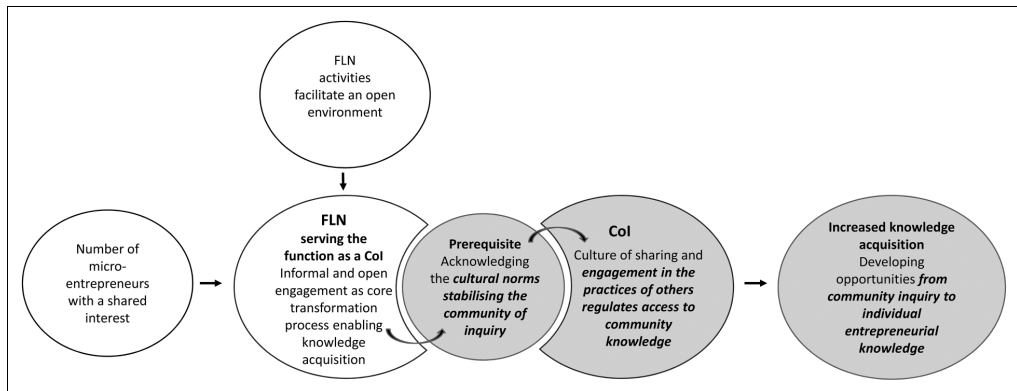 FLN
activities
facilitate an open
environment
Number of
micro-
entrepreneurs
with a shared
interest
FLN
serving the
function as a CoI
Informal and open
engagement as core
transformation
process enabling
knowledge
acquisition
Prerequisite
Acknowledging
the cultural norms
stabilising the
community of
inquiry
CoI
Culture of sharing and
engagement in the
practices of others
regulates access to
community
knowledge
Increased knowledge
acquisition
Developing
opportunities from
community inquiry to
individual
entrepreneurial
knowledge